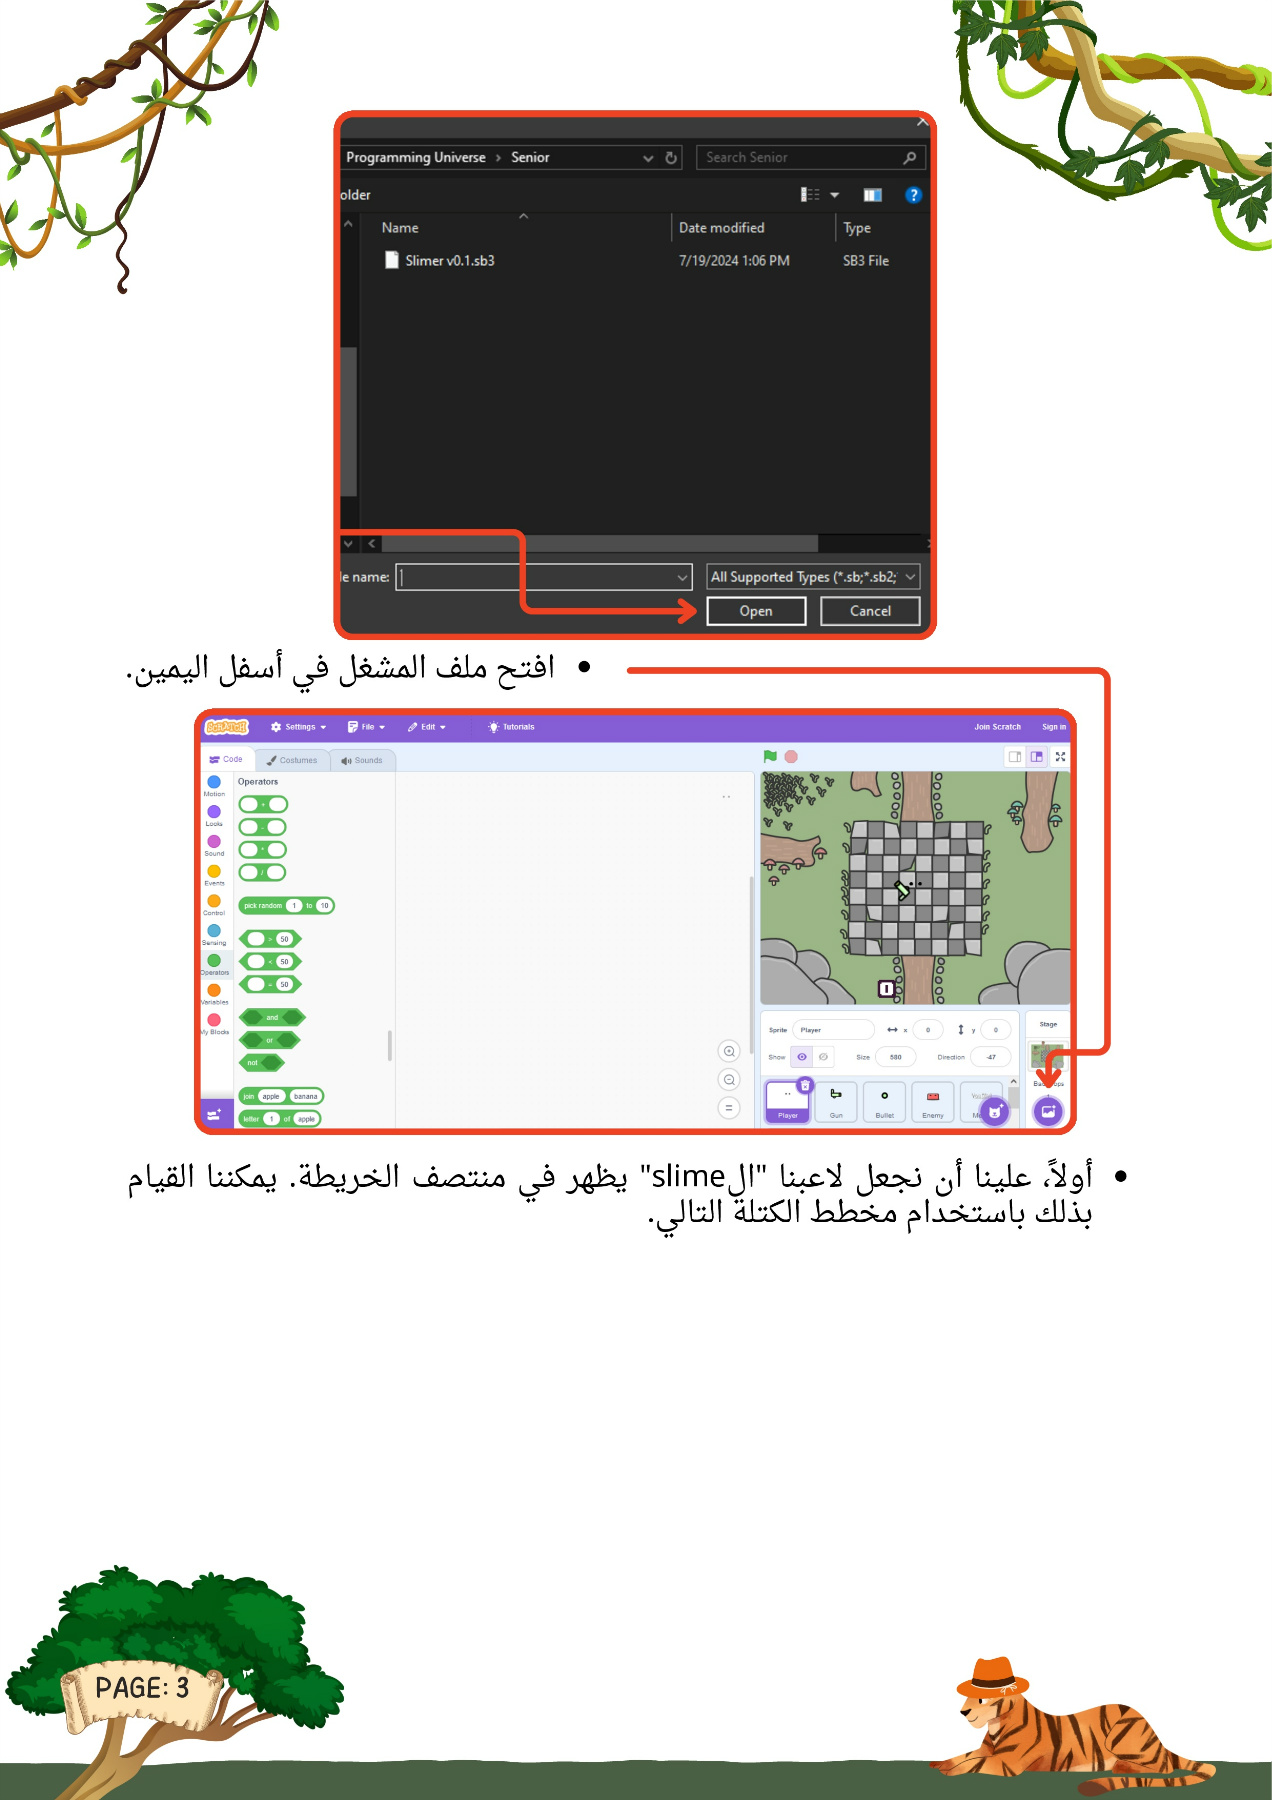 Programming Universe › Senior
Search Senior
older
Name
Date modified
Type
Slimer v0.1.sb3
7/19/2024 1:06 PM
SB3 File
le name:
All Supported Types (*.sb;*.sb2;
Open
Cancel
• افتح ملف المشغل في أسفل اليمين.
SCRATCH
Settings
File
Edit
Tutorials
Join Scratch
Sign in
Code
Costumes
Sounds
Motion
Looks
Sound
Events
Control
Sensing
Operators
Variables
My Blocks
Operators
+
-
*
/
pick random 1 to 10
> 50
< 50
= 50
and
or
not
join apple banana
letter 1 of apple
Sprite Player
x 0
y 0
Show
Size 580
Direction -47
Player
Gun
Bullet
Enemy
Stage
• أولاً، علينا أن نجعل لاعبنا "الslime" يظهر في منتصف الخريطة. يمكننا القيام
بذلك باستخدام مخطط الكتلة التالي.
PAGE: 3